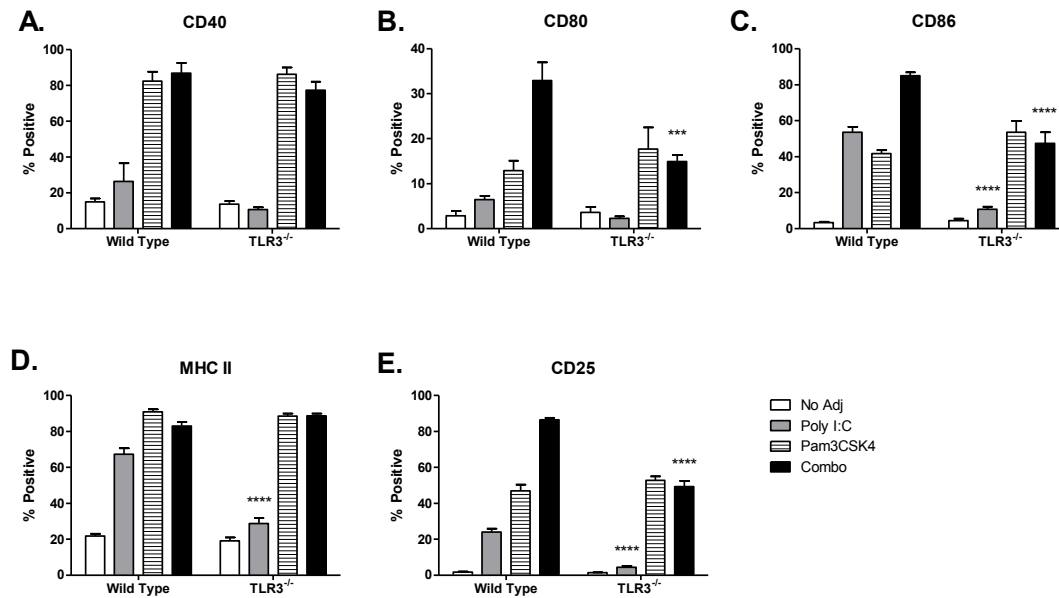 A.
CD40
% Positive
100
80
60
40
20
0
Wild Type
TLR3-/-
B.
CD80
% Positive
40
30
20
10
0
***
Wild Type
TLR3-/-
C.
CD86
% Positive
100
80
60
40
20
0
****
****
Wild Type
TLR3-/-
D.
MHC II
% Positive
100
80
60
40
20
0
****
Wild Type
TLR3-/-
E.
CD25
% Positive
100
80
60
40
20
0
****
****
Wild Type
TLR3-/-
No Adj
Poly I:C
Pam3CSK4
Combo